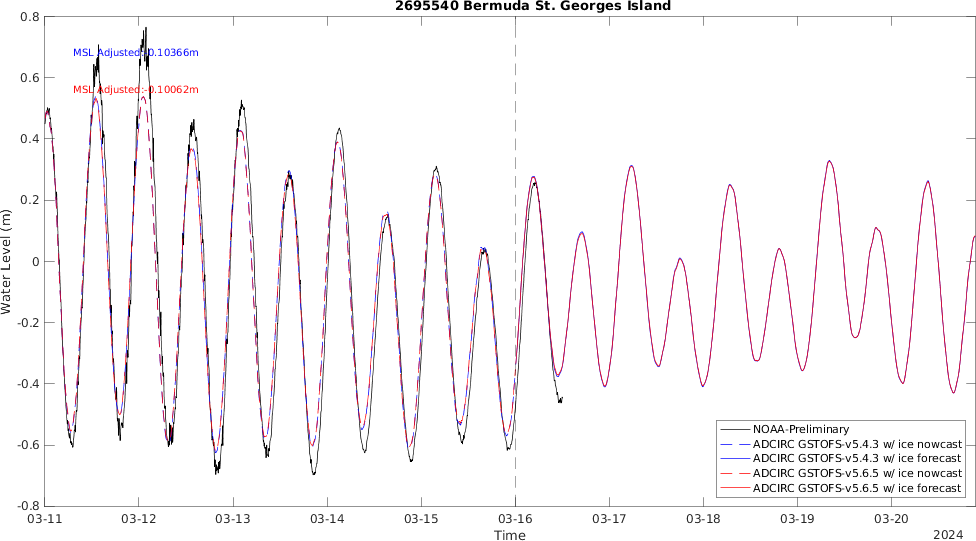 2695540 Bermuda St. Georges Island
0.8
MSL Adjusted:-0.10366m
0.6
MSL Adjusted:-0.10062m
0.4
0.2
0
-0.2
-0.4
-0.6
-0.8
Water Level (m)
NOAA-Preliminary
ADCIRC GSTOFS-v5.4.3 w/ ice nowcast
ADCIRC GSTOFS-v5.4.3 w/ ice forecast
ADCIRC GSTOFS-v5.6.5 w/ ice nowcast
ADCIRC GSTOFS-v5.6.5 w/ ice forecast
03-11 03-12 03-13 03-14 03-15 03-16 03-17 03-18 03-19 03-20
Time
2024